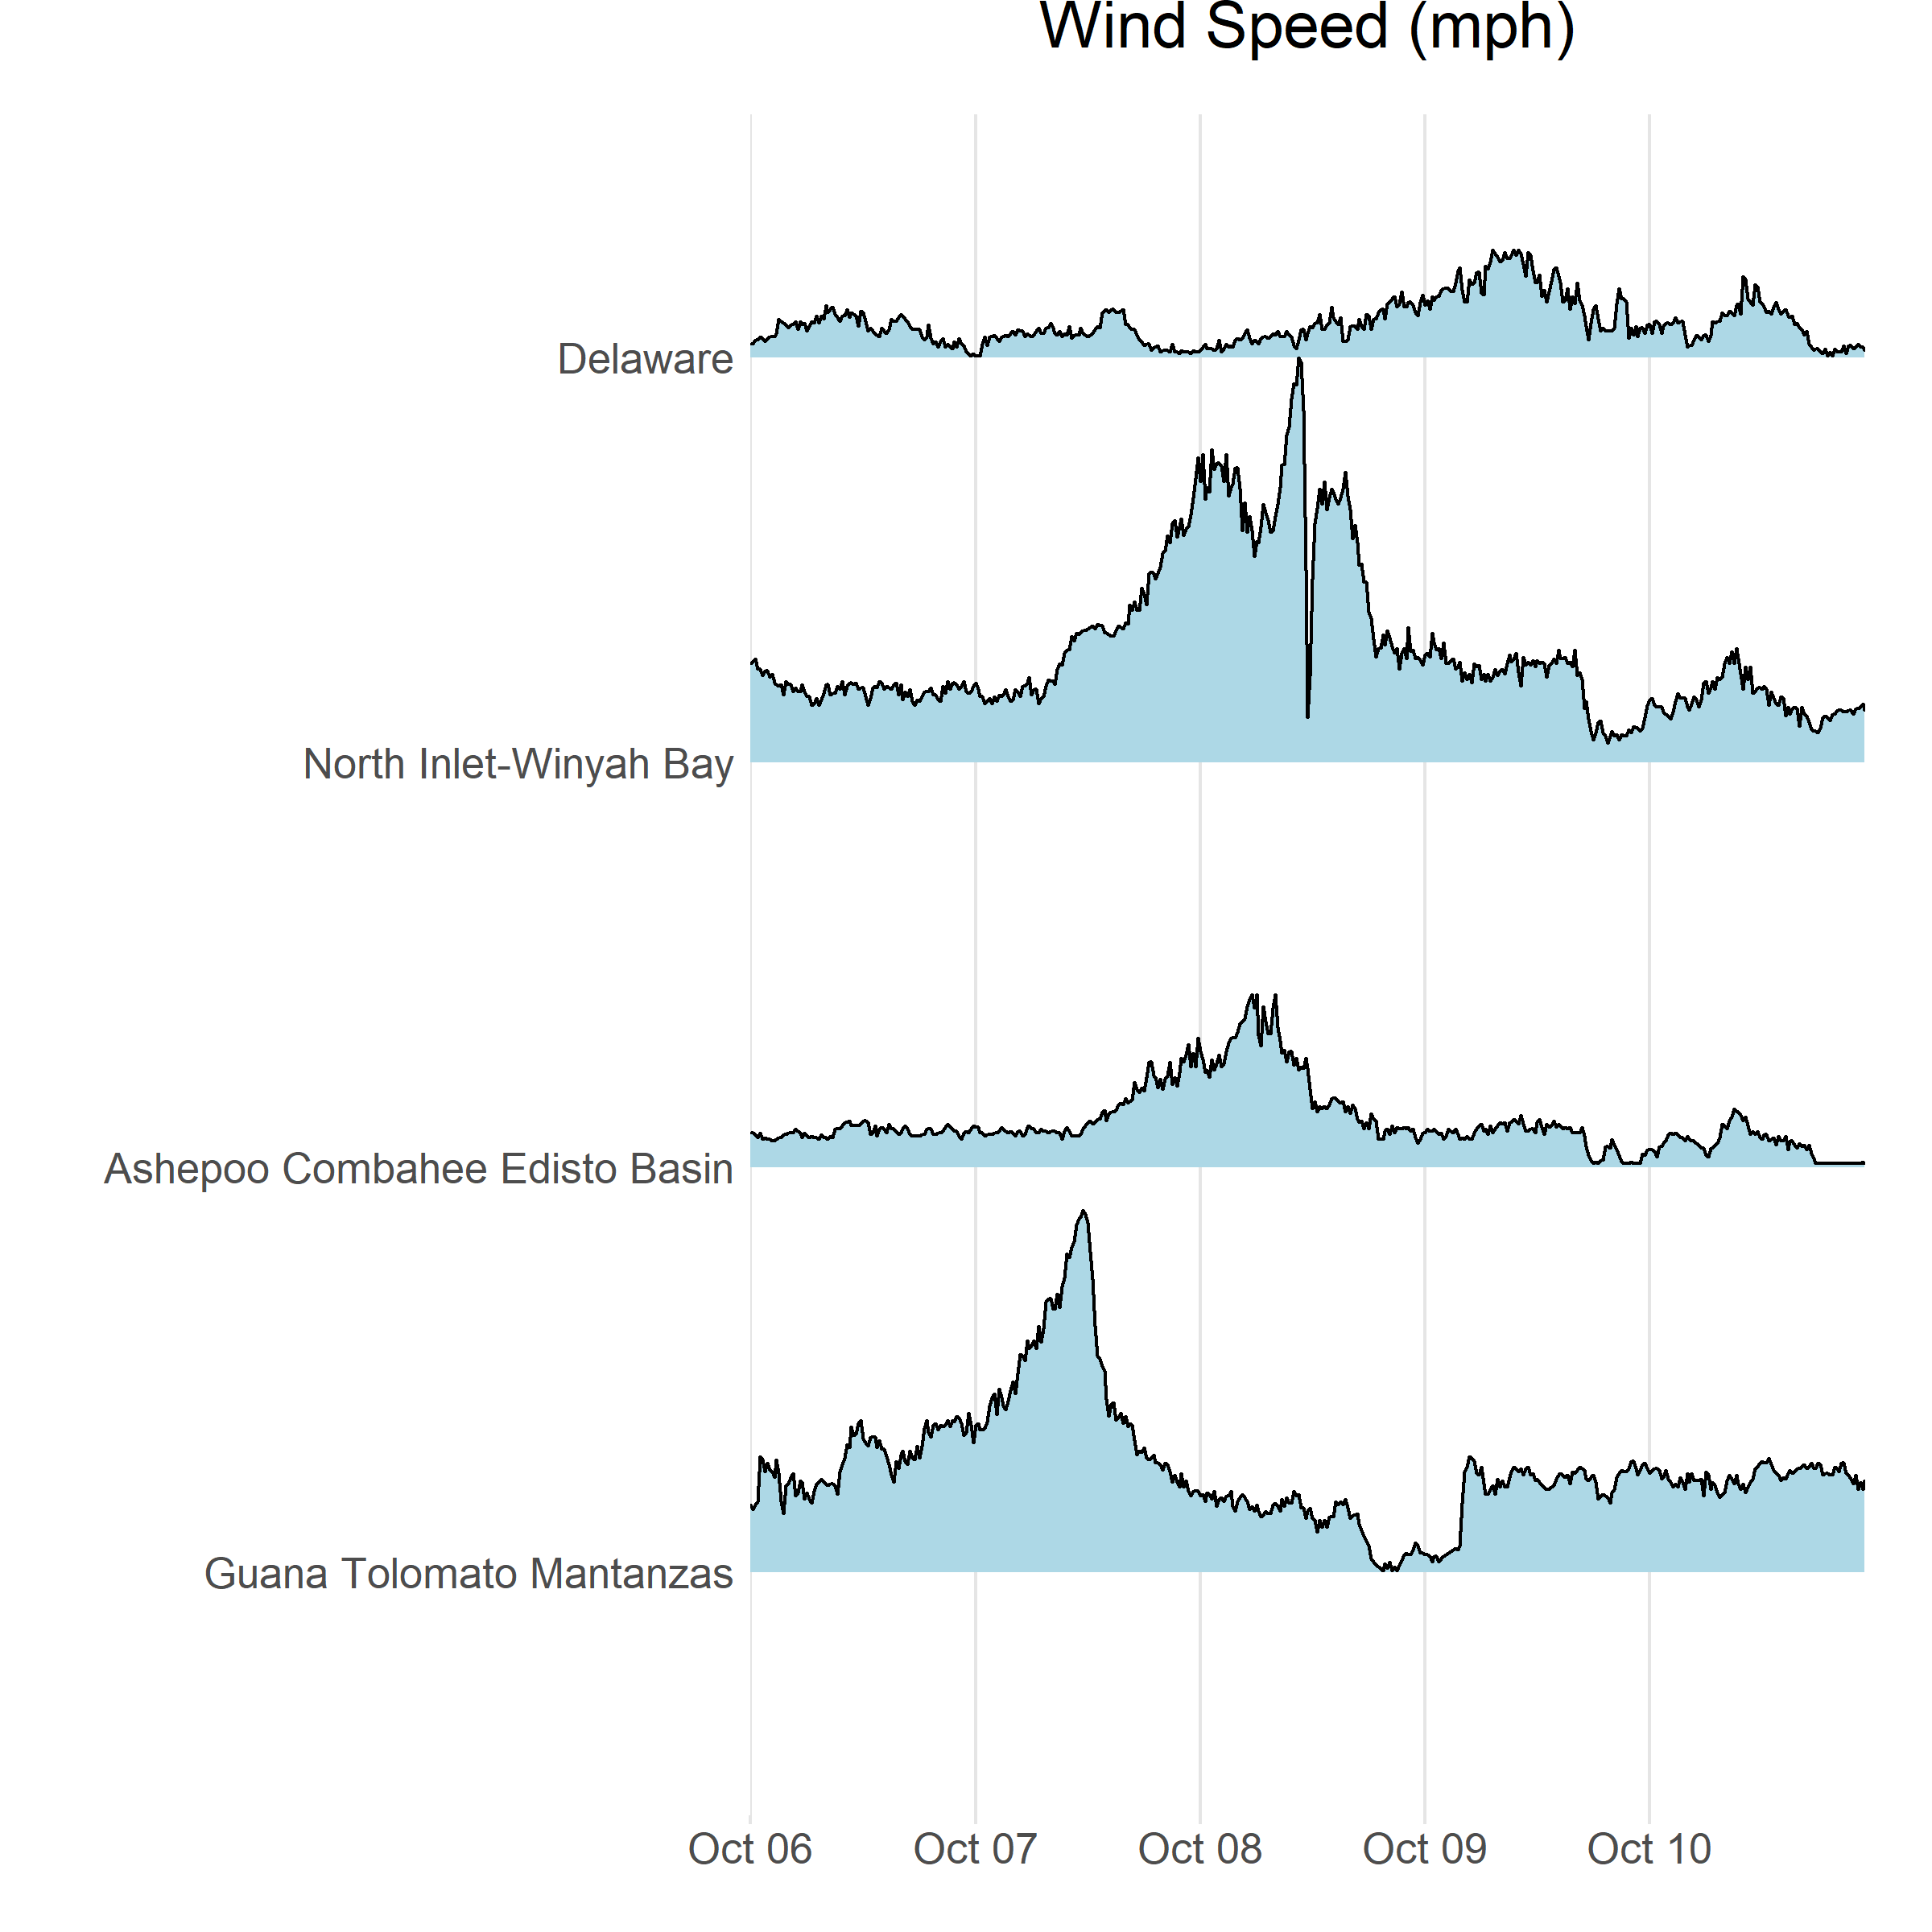 Wind Speed (mph)
Delaware
North Inlet-Winyah Bay
Ashepoo Combahee Edisto Basin
Guana Tolomato Mantanzas
Oct 06 Oct 07 Oct 08 Oct 09 Oct 10